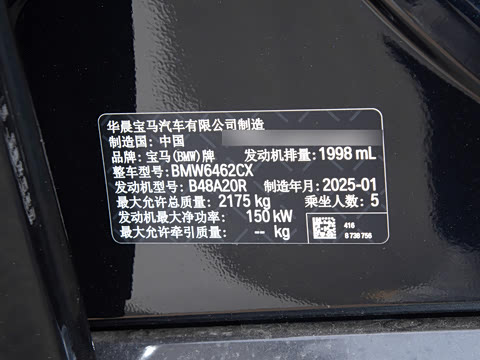 华晨宝马汽车有限公司制造
制造国：中国
品牌：宝马(BMW)牌 发动机排量：1998 mL
整车型号：BMW6462CX
发动机型号：B48A20R 制造年月：2025-01
最大允许总质量：2175 kg 乘坐人数：5
发动机最大净功率：150 kW
最大允许牵引质量：-- kg
416
8 738 756